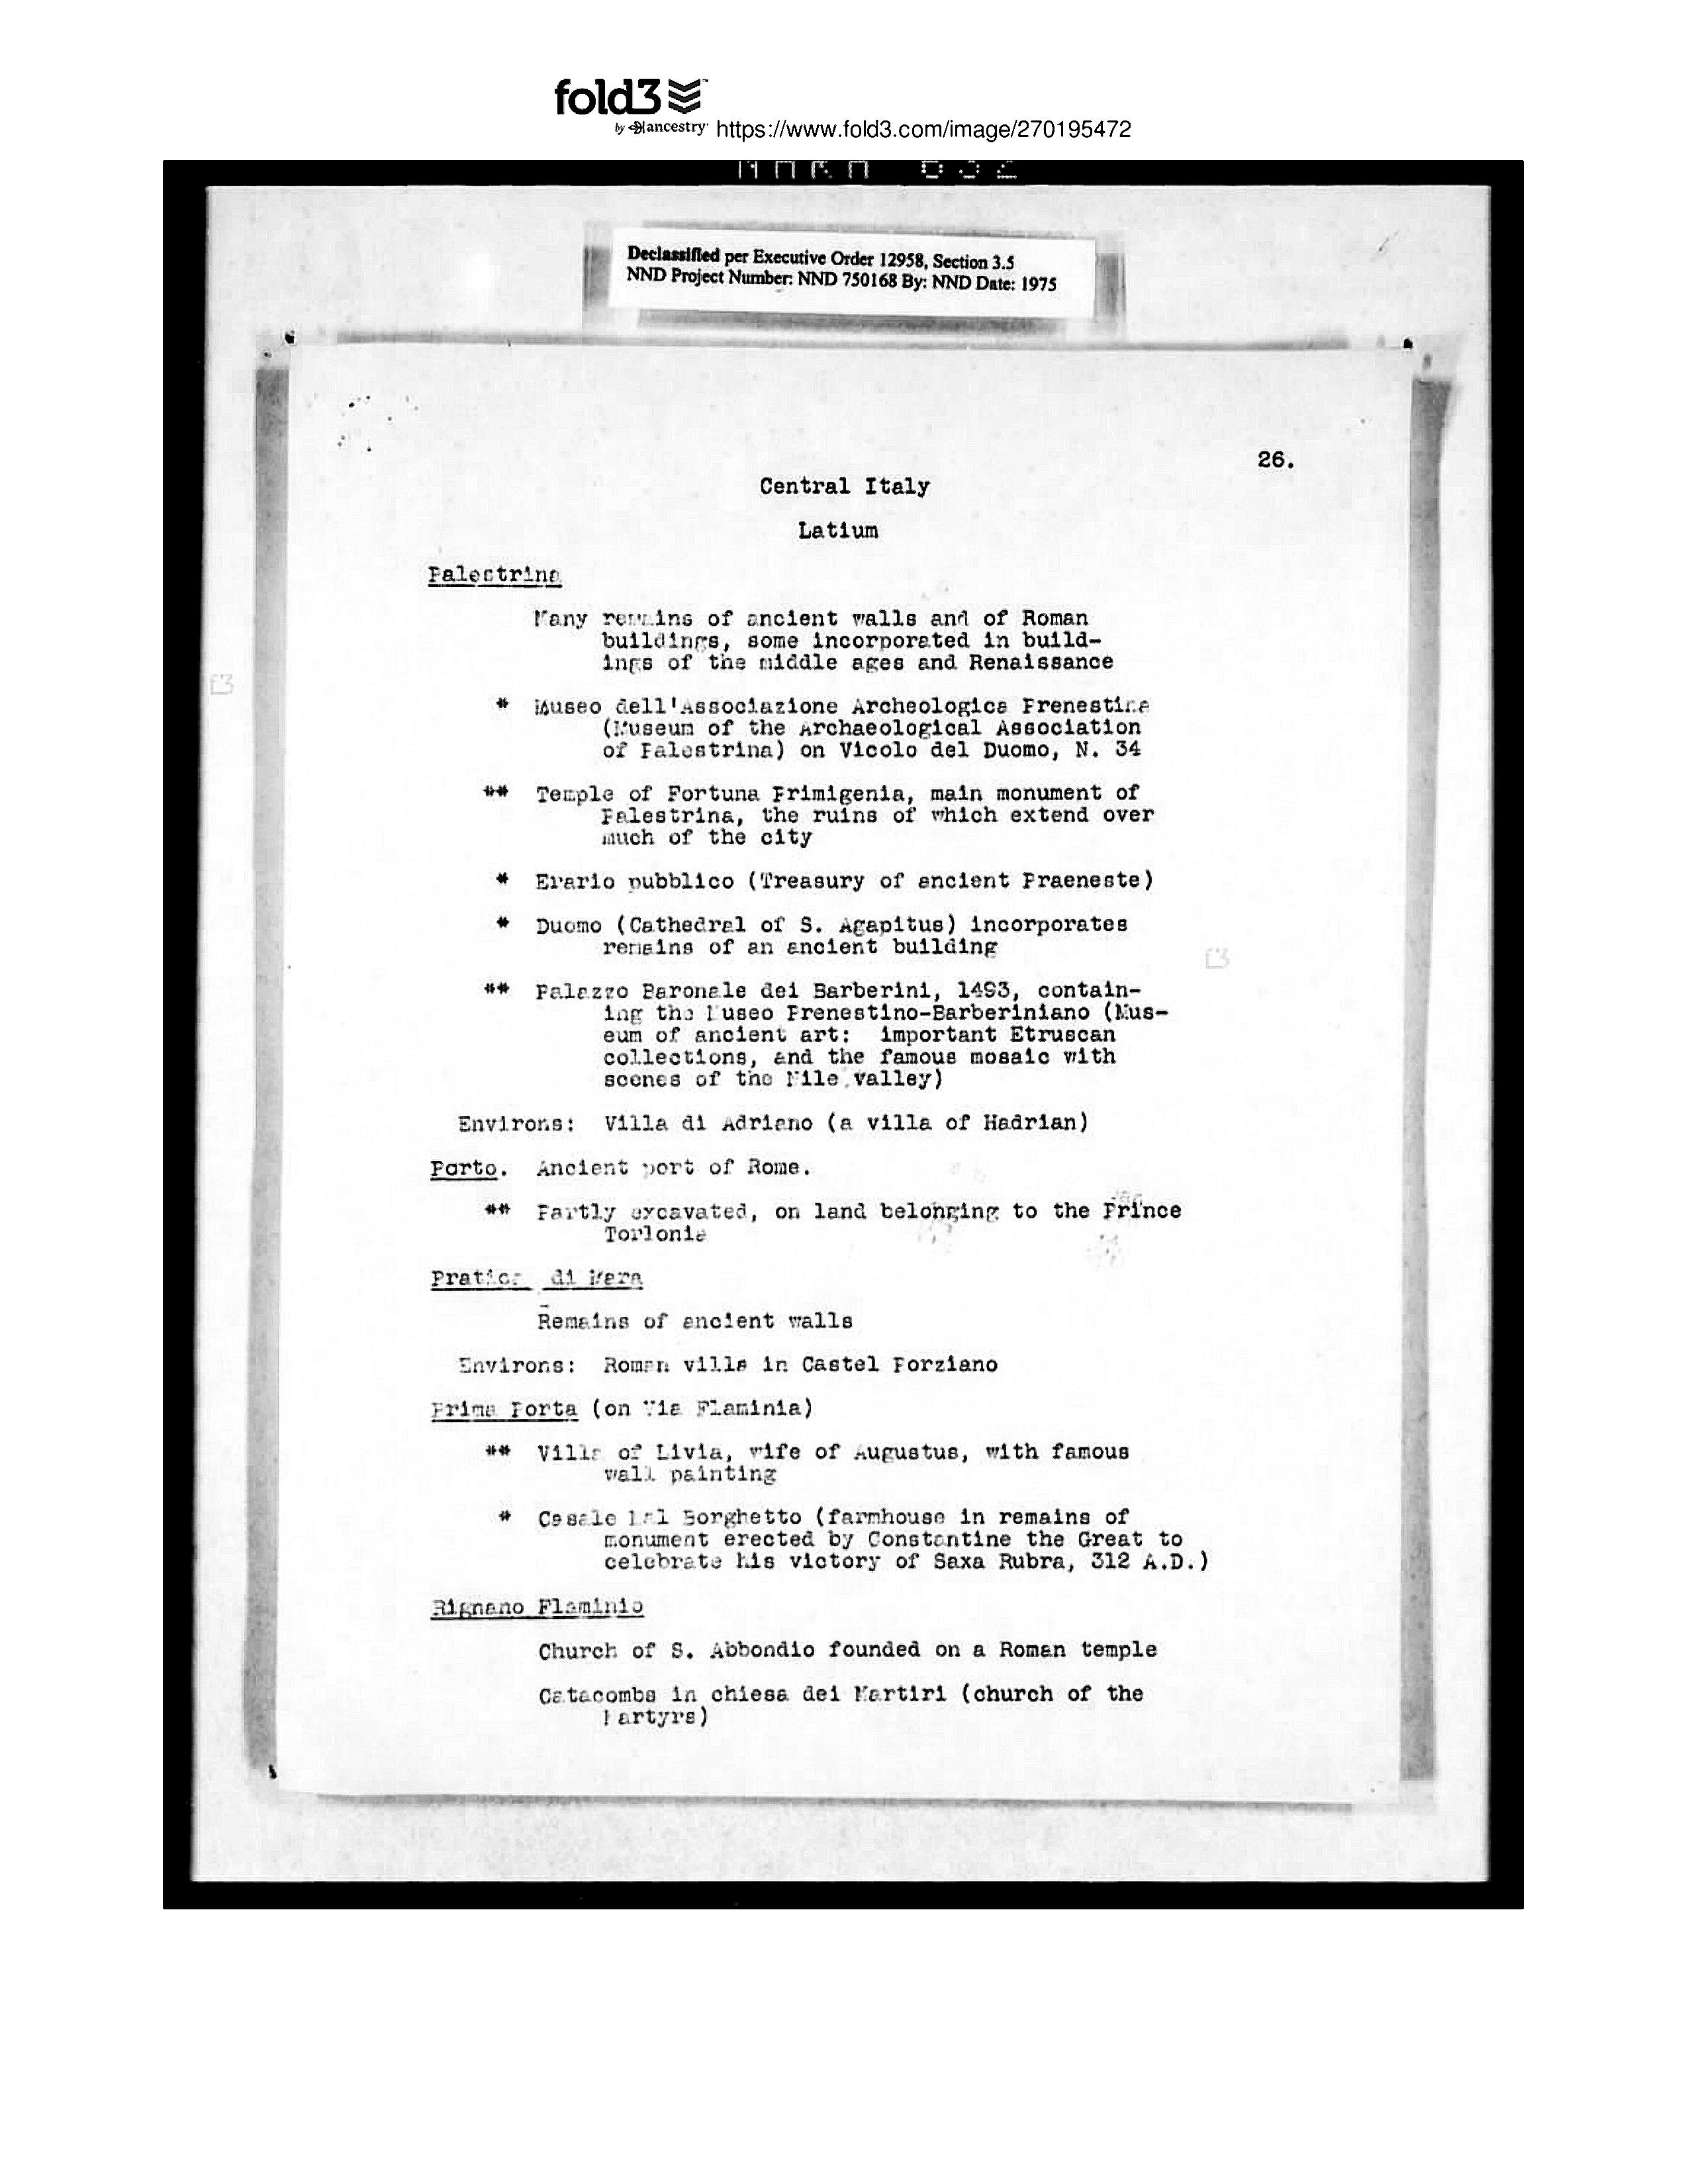 fold3
by ancestry https://www.fold3.com/image/270195472
Declassified per Executive Order 12958, Section 3.5
NND Project Number: NND 750168 By: NND Date: 1975
26.
Central Italy
Latium
Palestrina
Many remains of ancient walls and of Roman
buildings, some incorporated in build-
ings of the middle ages and Renaissance
* Museo dell'Associazione Archeologica Prenestina
(Museum of the Archaeological Association
of Palestrina) on Vicolo del Duomo, N. 34
** Temple of Fortuna Primigenia, main monument of
Palestrina, the ruins of which extend over
much of the city
* Erario pubblico (Treasury of ancient Praeneste)
* Duomo (Cathedral of S. Agapitus) incorporates
remains of an ancient building
** Palazzo Baronale dei Barberini, 1493, contain-
ing the Museo Prenestino-Barberiniano (Mus-
eum of ancient art: important Etruscan
collections, and the famous mosaic with
scenes of the Nile valley)
Environs: Villa di Adriano (a villa of Hadrian)
Porto. Ancient port of Rome.
** Partly excavated, on land belonging to the Prince
Torlonia
Pratica di Mare
Remains of ancient walls
Environs: Roman villa in Castel Porziano
Prima Porta (on Via Flaminia)
** Villa of Livia, wife of Augustus, with famous
wall painting
* Casale Mal Borghetto (farmhouse in remains of
monument erected by Constantine the Great to
celebrate his victory of Saxa Rubra, 312 A.D.)
Rignano Flaminio
Church of S. Abbondio founded on a Roman temple
Catacombs in chiesa dei Martiri (church of the
Martyrs)